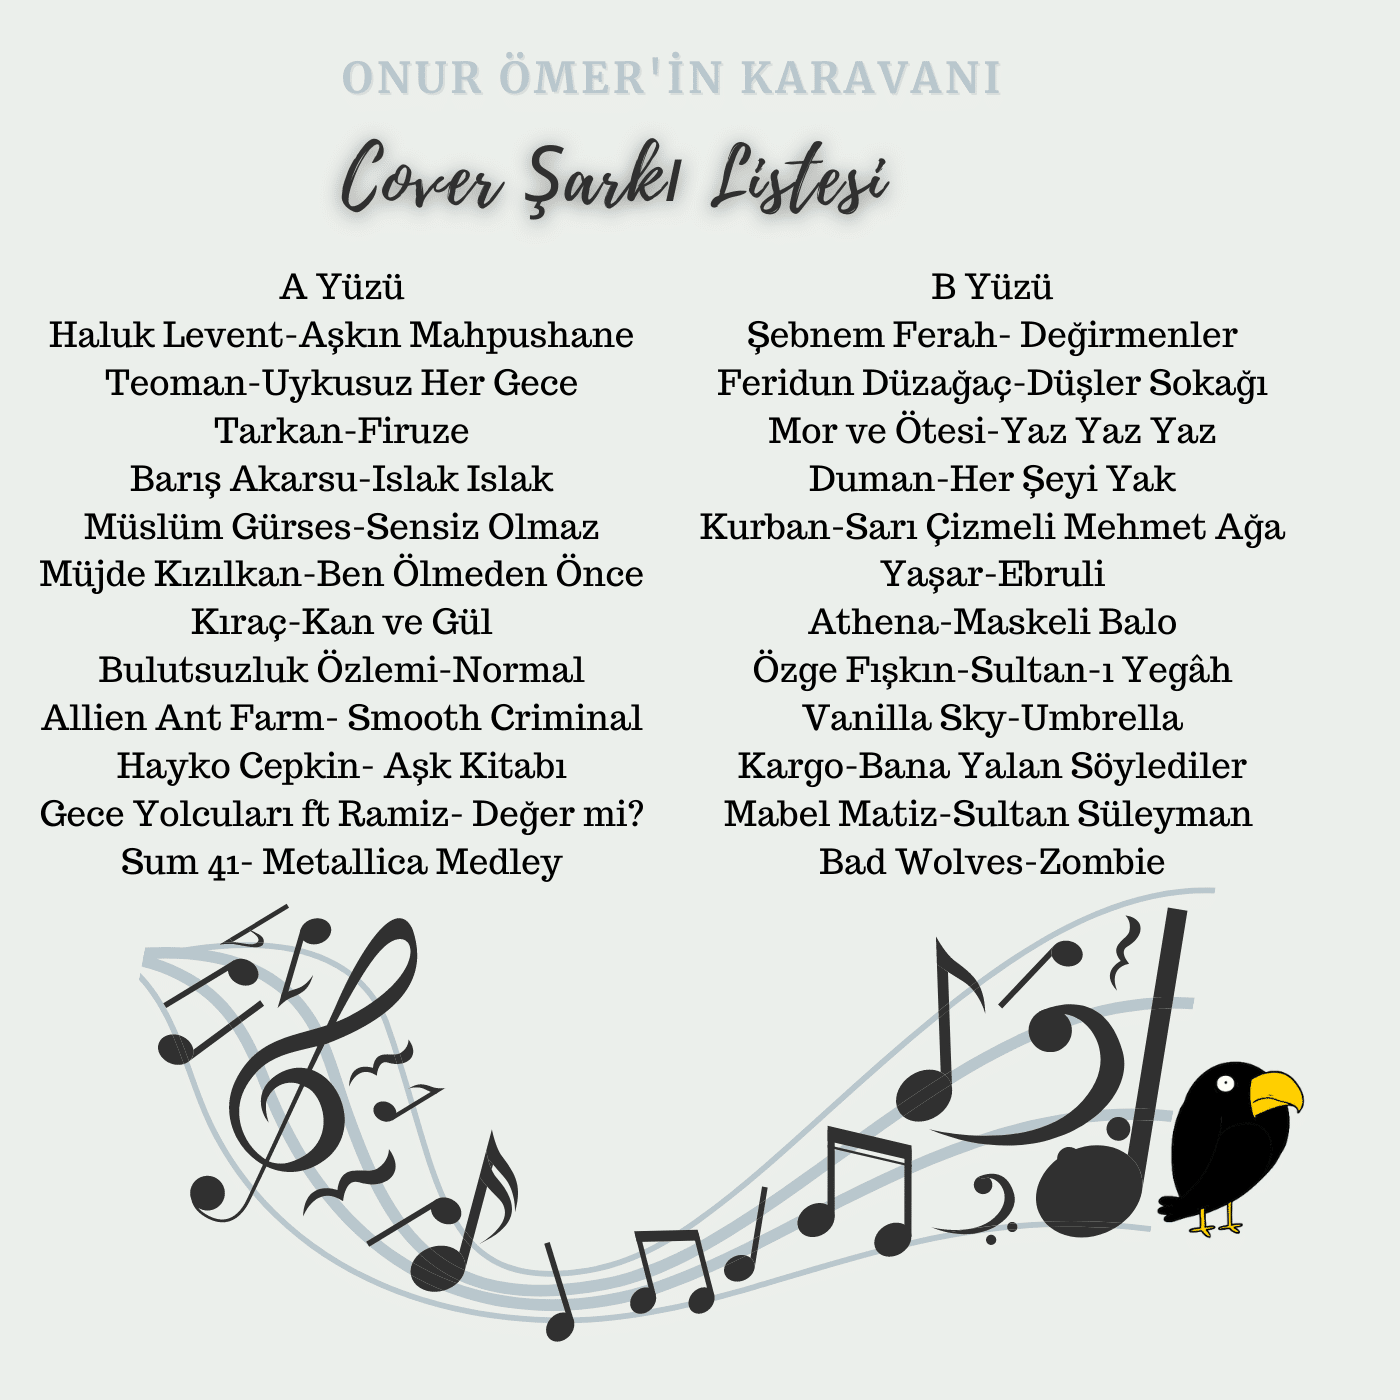 ONUR ÖMER'İN KARAVANI
Cover Şarkı Listesi
A Yüzü
Haluk Levent-Aşkın Mahpushane
Teoman-Uykusuz Her Gece
Tarkan-Firuze
Barış Akarsu-Islak Islak
Müslüm Gürses-Sensiz Olmaz
Müjde Kızılkan-Ben Ölmeden Önce
Kıraç-Kan ve Gül
Bulutsuzluk Özlemi-Normal
Allien Ant Farm- Smooth Criminal
Hayko Cepkin- Aşk Kitabı
Gece Yolcuları ft Ramiz- Değer mi?
Sum 41- Metallica Medley
B Yüzü
Şebnem Ferah- Değirmenler
Feridun Düzağaç-Düşler Sokağı
Mor ve Ötesi-Yaz Yaz Yaz
Duman-Her Şeyi Yak
Kurban-Sarı Çizmeli Mehmet Ağa
Yaşar-Ebruli
Athena-Maskeli Balo
Özge Fışkın-Sultan-ı Yegâh
Vanilla Sky-Umbrella
Kargo-Bana Yalan Söylediler
Mabel Matiz-Sultan Süleyman
Bad Wolves-Zombie